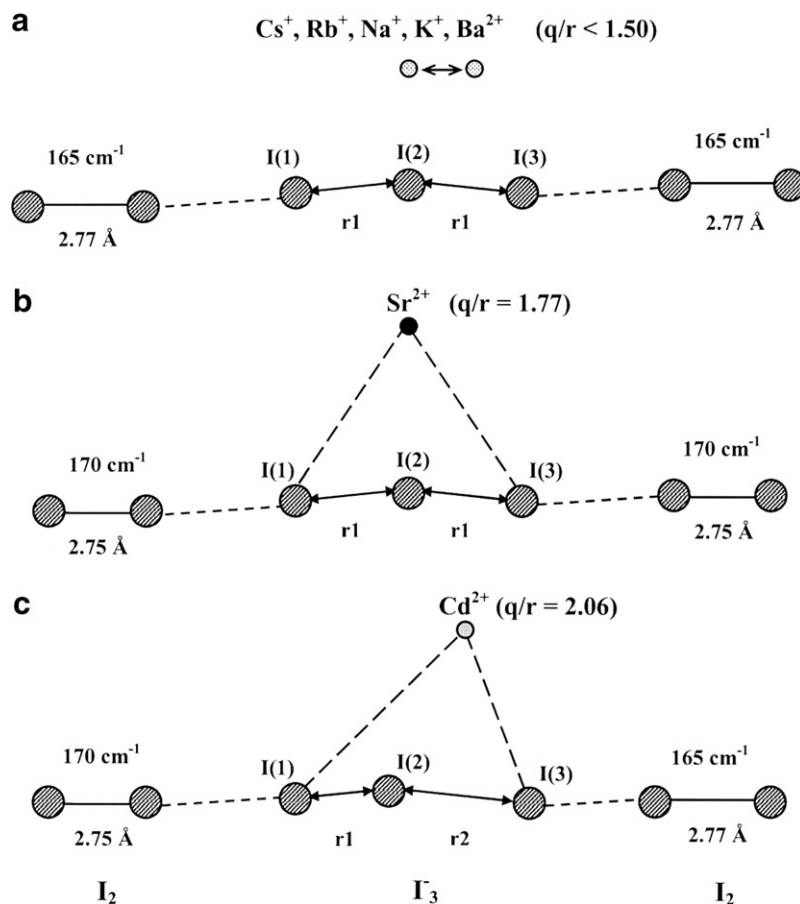 a
Cs⁺, Rb⁺, Na⁺, K⁺, Ba²⁺ (q/r < 1.50)
165 cm⁻¹ I(1) I(2) I(3) 165 cm⁻¹
2.77 Å r1 r1 2.77 Å
b
Sr²⁺ (q/r = 1.77)
170 cm⁻¹ I(1) I(2) I(3) 170 cm⁻¹
2.75 Å r1 r1 2.75 Å
c
Cd²⁺ (q/r = 2.06)
170 cm⁻¹ I(1) I(2) I(3) 165 cm⁻¹
2.75 Å r1 r2 2.77 Å
I₂ I⁻₃ I₂